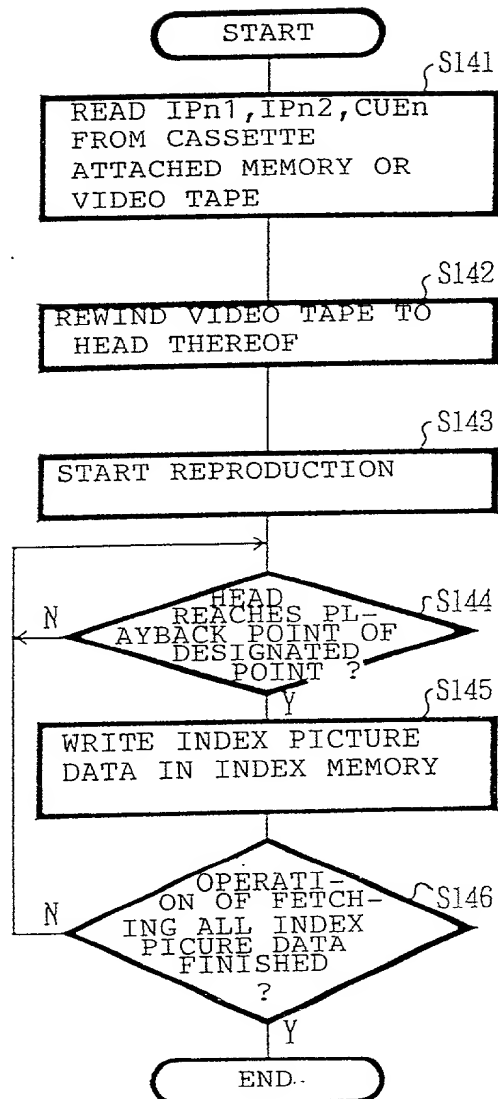 START
S141
READ IPn1,IPn2,CUEn
FROM CASSETTE
ATTACHED MEMORY OR
VIDEO TAPE
S142
REWIND VIDEO TAPE TO
HEAD THEREOF
S143
START REPRODUCTION
N
HEAD
REACHES PL-
AYBACK POINT OF
DESIGNATED
POINT ?
S144
Y
S145
WRITE INDEX PICTURE
DATA IN INDEX MEMORY
N
OPERATI-
ON OF FETCH-
ING ALL INDEX
PICURE DATA
FINISHED
?
S146
Y
END